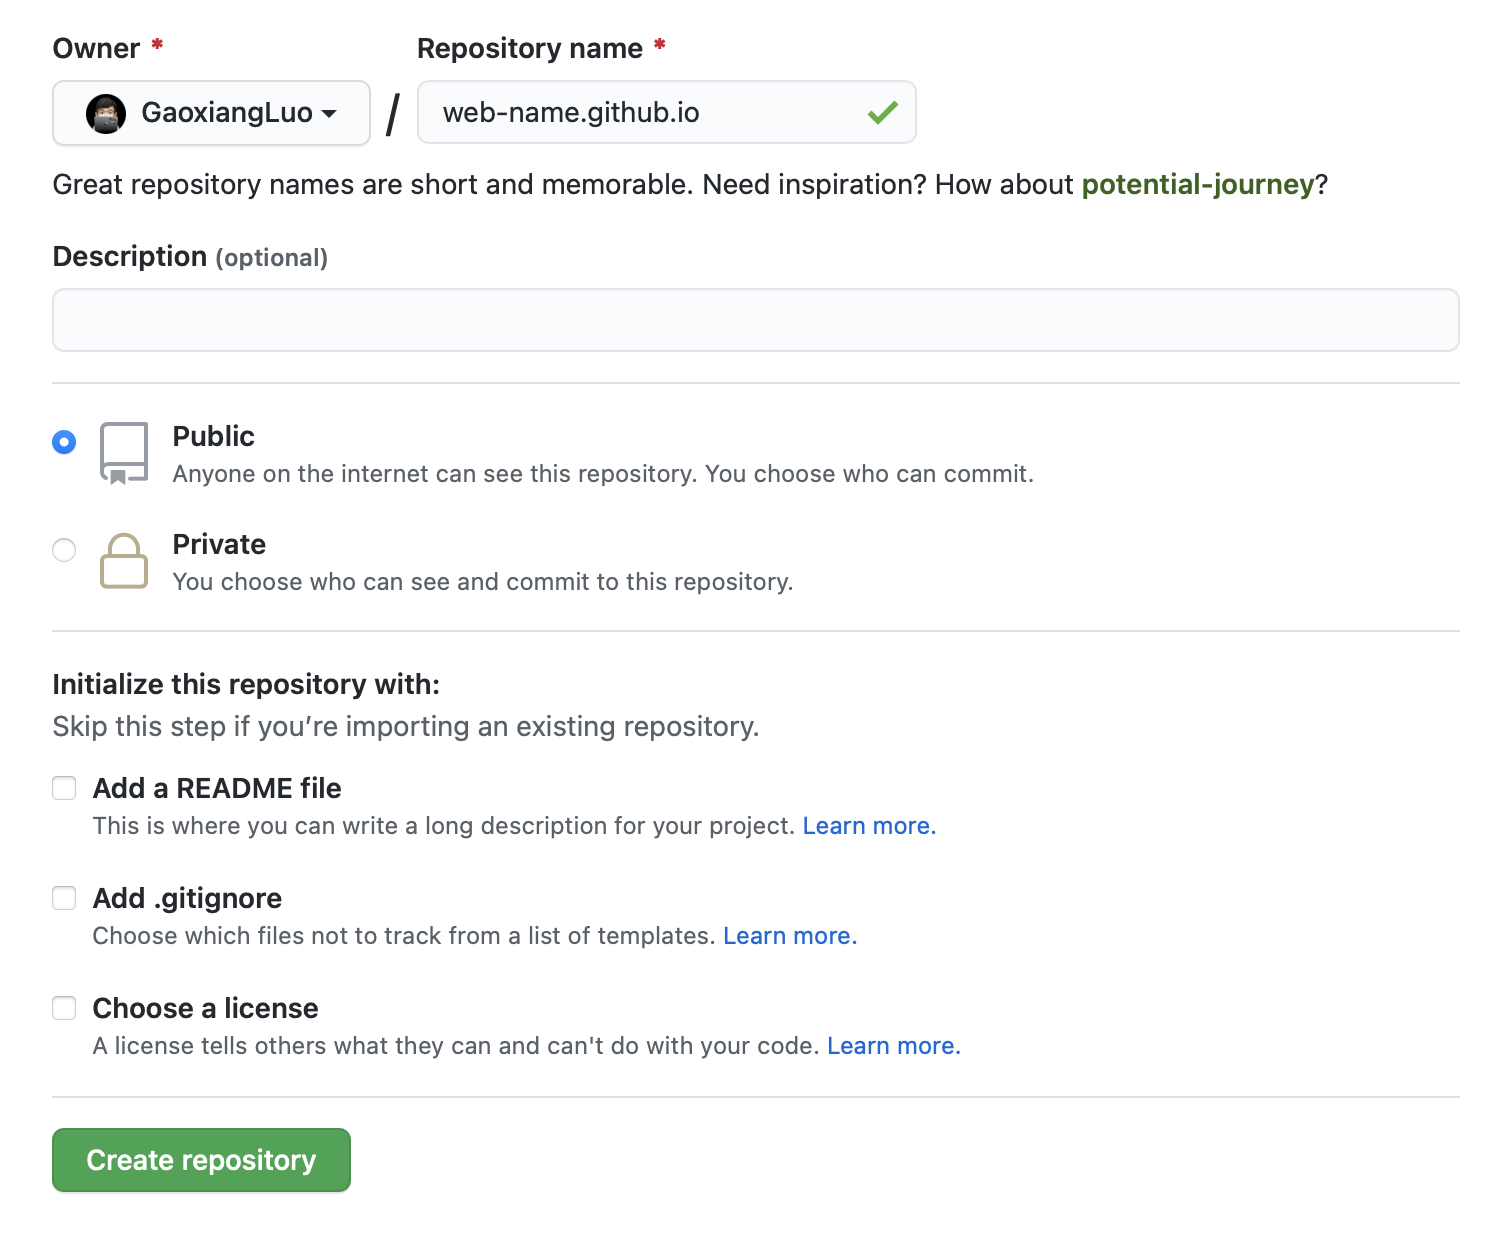 Owner *
Repository name *
GaoxiangLuo / web-name.github.io
Great repository names are short and memorable. Need inspiration? How about potential-journey?
Description (optional)
Public
Anyone on the internet can see this repository. You choose who can commit.
Private
You choose who can see and commit to this repository.
Initialize this repository with:
Skip this step if you’re importing an existing repository.
Add a README file
This is where you can write a long description for your project. Learn more.
Add .gitignore
Choose which files not to track from a list of templates. Learn more.
Choose a license
A license tells others what they can and can't do with your code. Learn more.
Create repository